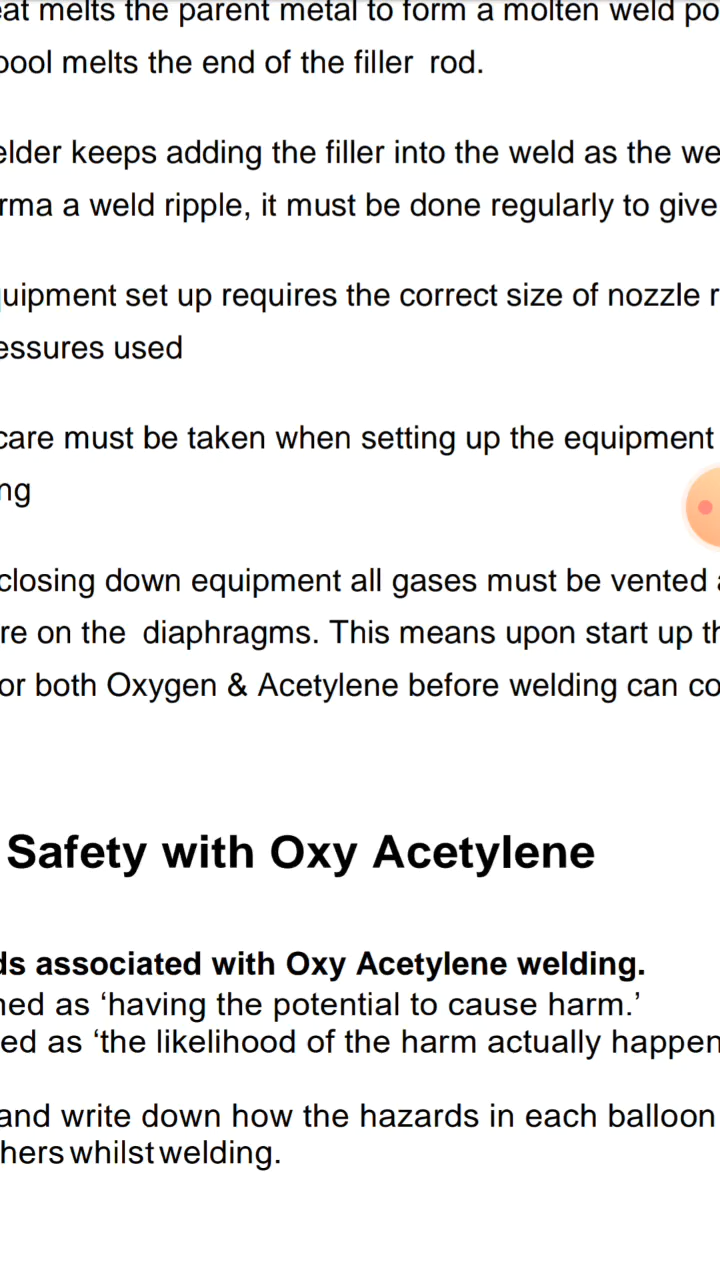 eat melts the parent metal to form a molten weld po
pool melts the end of the filler rod.
elder keeps adding the filler into the weld as the we
rma a weld ripple, it must be done regularly to give
quipment set up requires the correct size of nozzle r
essures used
care must be taken when setting up the equipment
ng
closing down equipment all gases must be vented a
re on the diaphragms. This means upon start up th
or both Oxygen & Acetylene before welding can co
Safety with Oxy Acetylene
ds associated with Oxy Acetylene welding.
ned as ‘having the potential to cause harm.’
ed as ‘the likelihood of the harm actually happen
and write down how the hazards in each balloon
hers whilst welding.